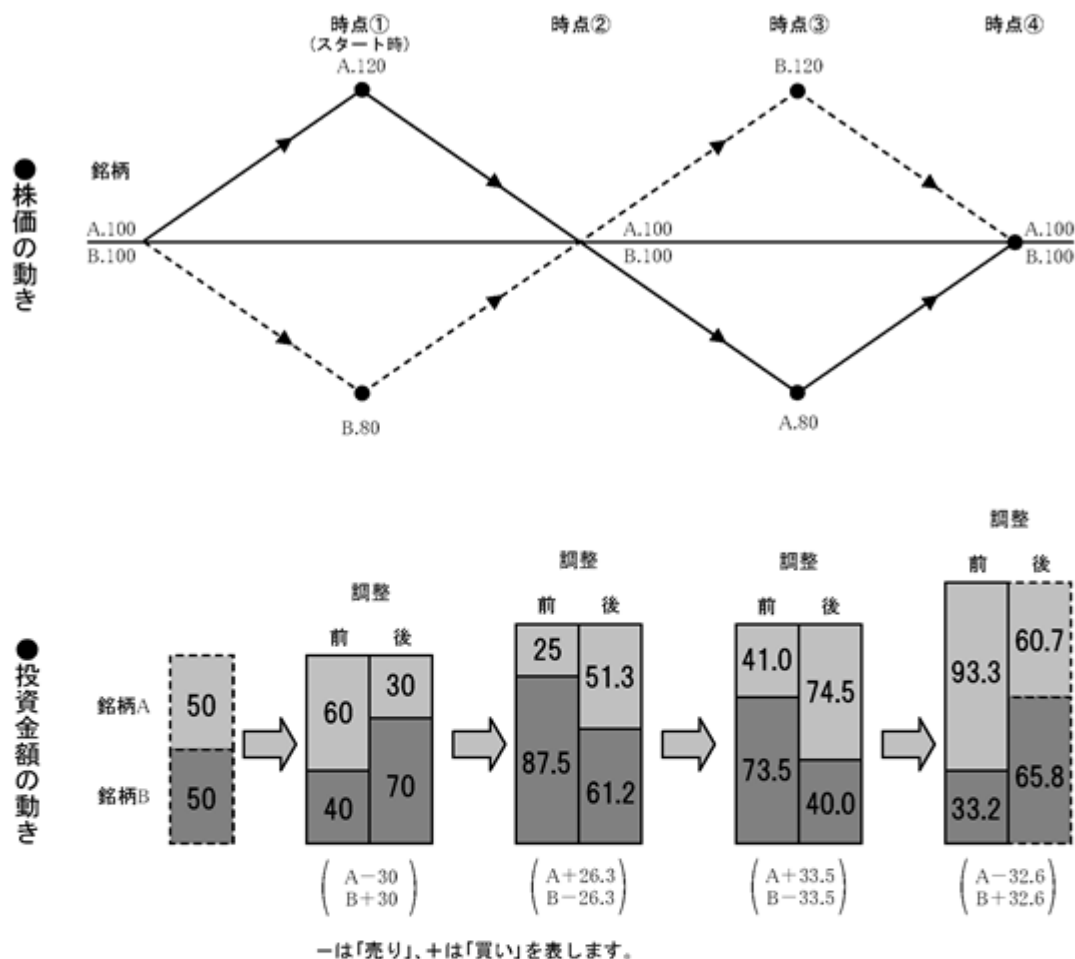 時点①
(スタート時)
時点②
時点③
時点④
A.120
B.120
●株価の動き
銘柄
A.100
B.100
A.100
B.100
A.100
B.100
B.80
A.80
●投資金額の動き
調整
前 後
調整
前 後
調整
前 後
調整
前 後
銘柄A
銘柄B
50
50
60
40
30
70
25
87.5
51.3
61.2
41.0
73.5
74.5
40.0
93.3
33.2
60.7
65.8
A－30
B＋30
A＋26.3
B－26.3
A＋33.5
B－33.5
A－32.6
B＋32.6
－は「売り」、＋は「買い」を表します。